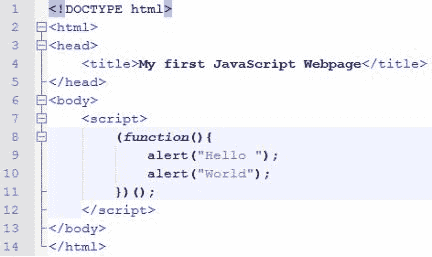 1 <!DOCTYPE html>
2 <html>
3 <head>
4     <title>My first JavaScript Webpage</title>
5 </head>
6 <body>
7     <script>
8         (function(){
9             alert("Hello ");
10             alert("World");
11         })();
12     </script>
13 </body>
14 </html>